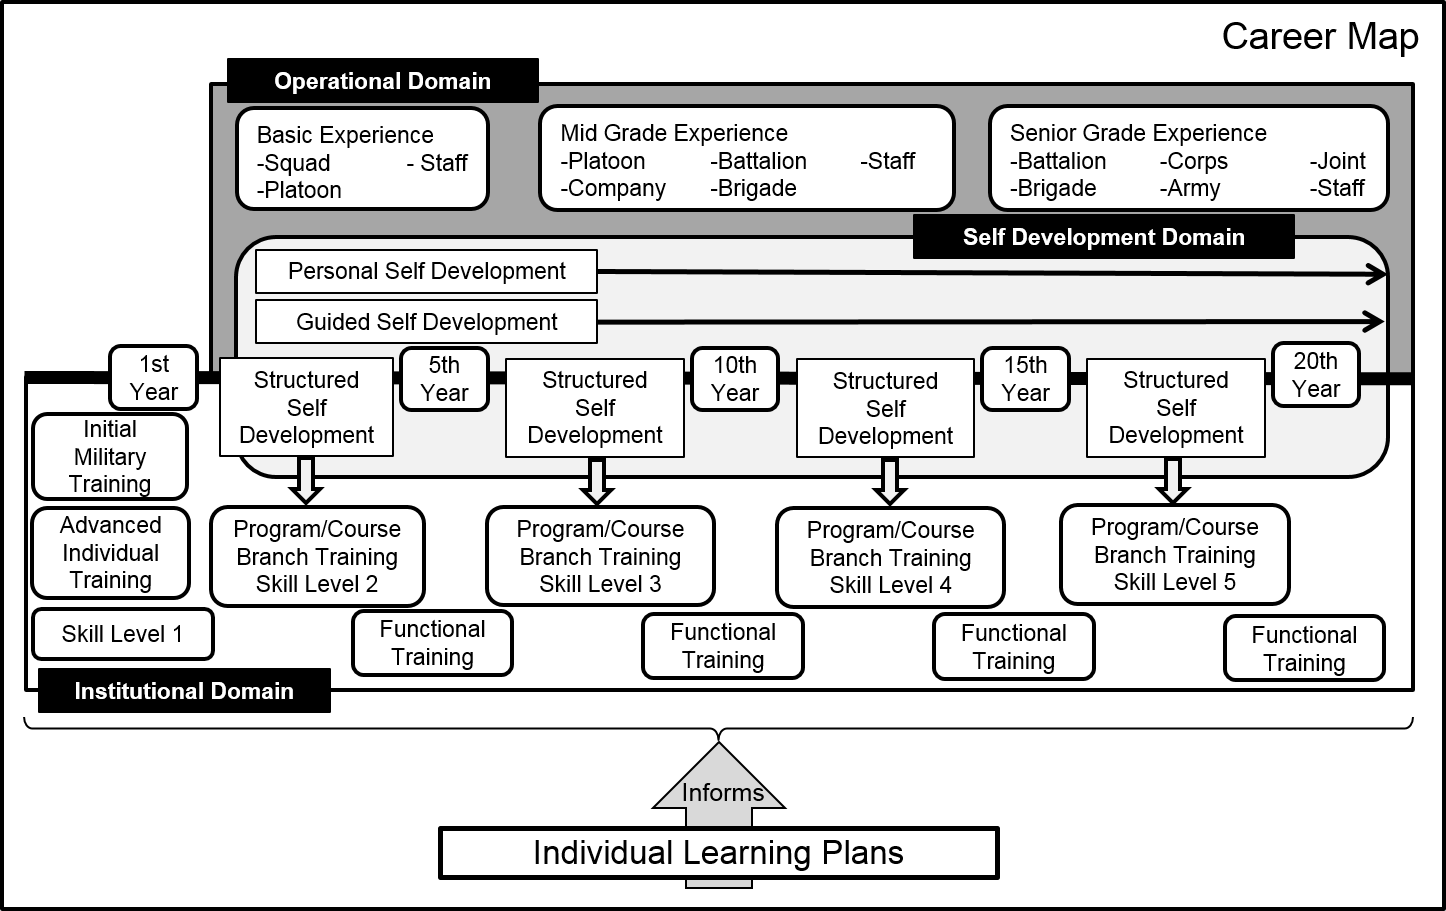 Career Map
Operational Domain
Basic Experience
-Squad - Staff
-Platoon
Mid Grade Experience
-Platoon -Battalion -Staff
-Company -Brigade
Senior Grade Experience
-Battalion -Corps -Joint
-Brigade -Army -Staff
Self Development Domain
Personal Self Development
Guided Self Development
1st
Year
Structured
Self
Development
5th
Year
Structured
Self
Development
10th
Year
Structured
Self
Development
15th
Year
Structured
Self
Development
20th
Year
Initial
Military
Training
Advanced
Individual
Training
Skill Level 1
Program/Course
Branch Training
Skill Level 2
Program/Course
Branch Training
Skill Level 3
Program/Course
Branch Training
Skill Level 4
Program/Course
Branch Training
Skill Level 5
Functional
Training
Functional
Training
Functional
Training
Functional
Training
Institutional Domain
Informs
Individual Learning Plans